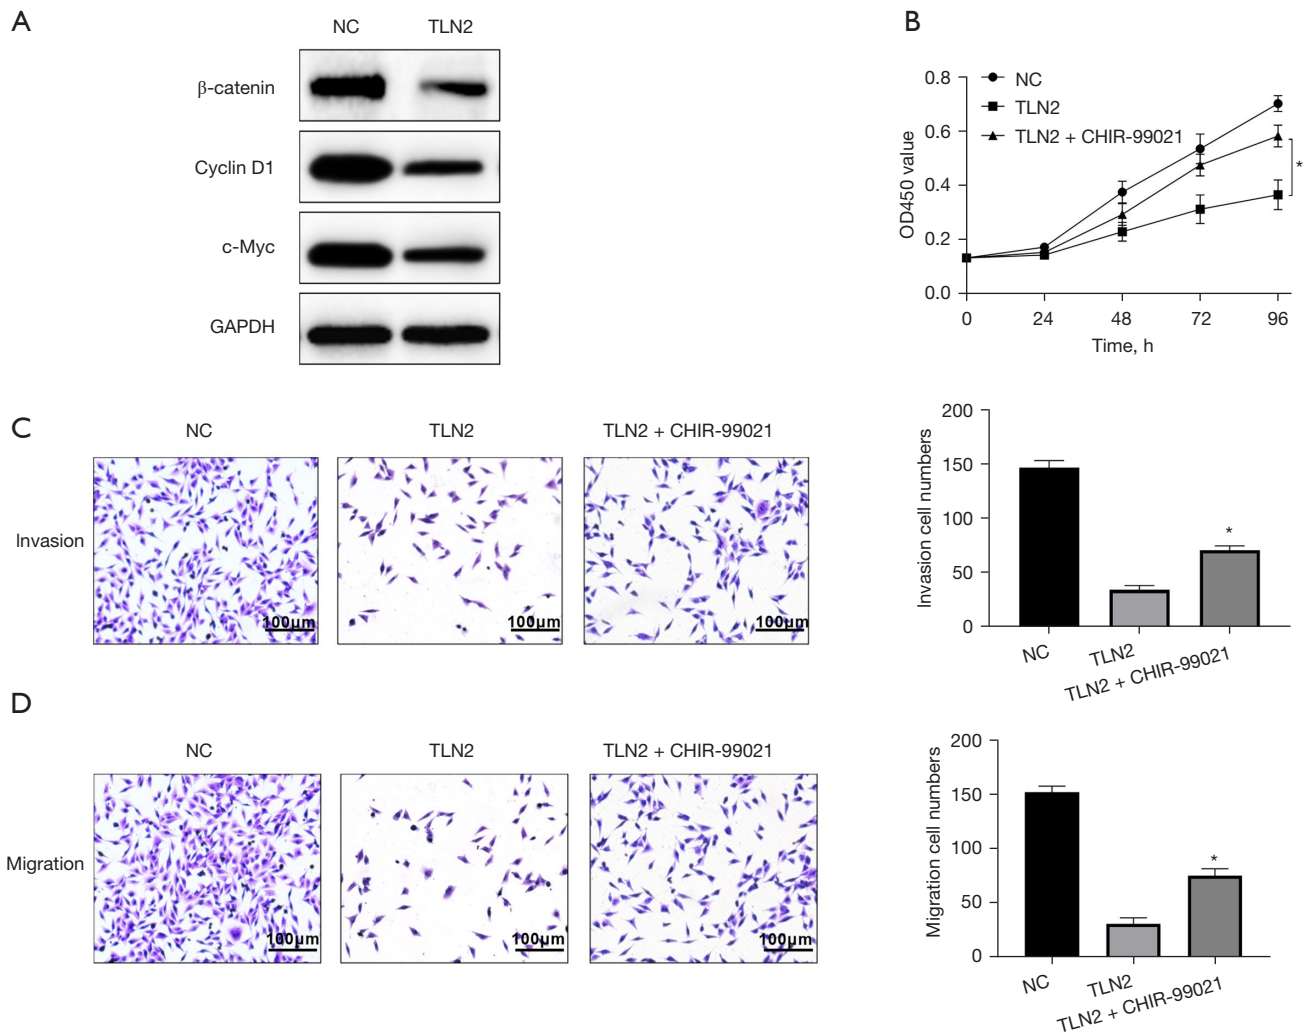 A
NC TLN2
β-catenin
Cyclin D1
c-Myc
GAPDH
B
NC
TLN2
TLN2 + CHIR-99021
0.8
0.6
0.4
0.2
0.0
OD450 value
*
0 24 48 72 96
Time, h
C
NC TLN2 TLN2 + CHIR-99021
Invasion
100μm 100μm 100μm
200
150
100
50
0
Invasion cell numbers
*
NC
TLN2
TLN2 + CHIR-99021
D
NC TLN2 TLN2 + CHIR-99021
Migration
100μm 100μm 100μm
200
150
100
50
0
Migration cell numbers
*
NC
TLN2
TLN2 + CHIR-99021